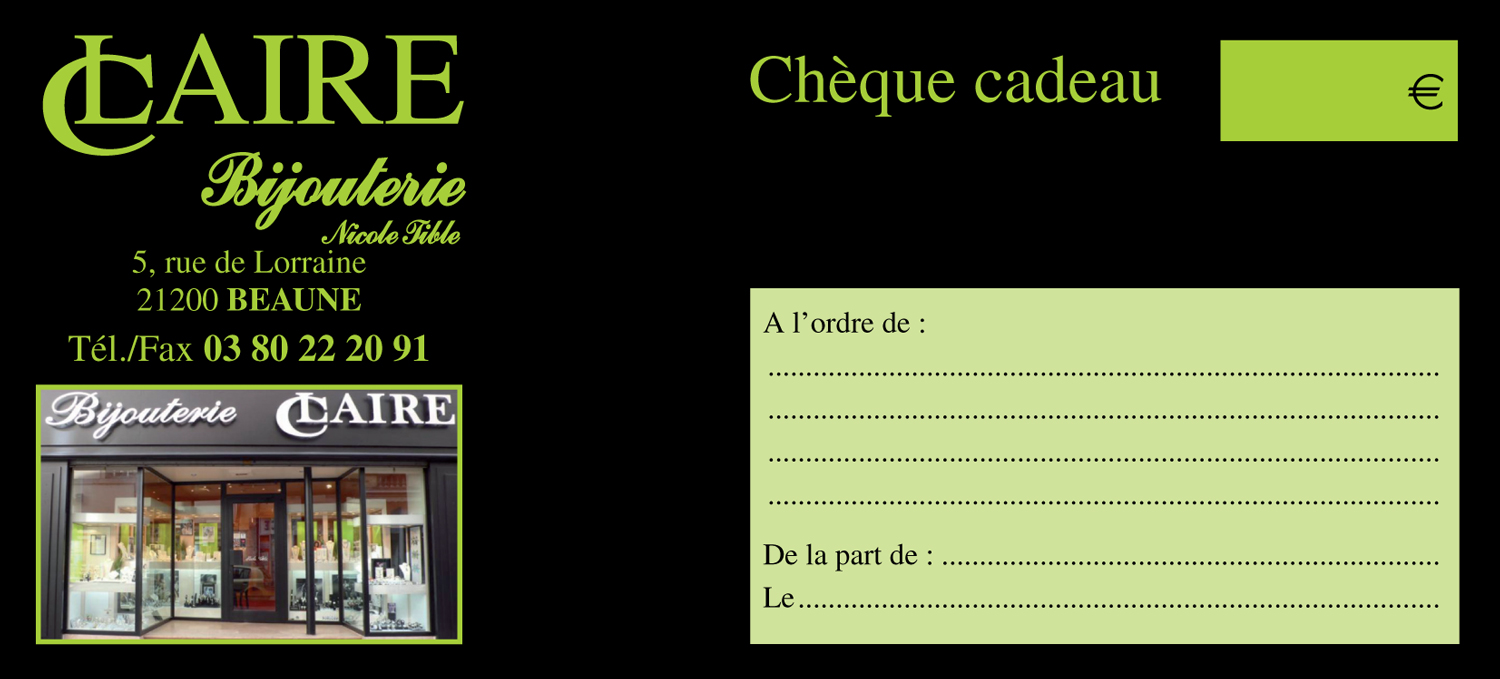 CLAIRE
Bijouterie
Nicole Tible
5, rue de Lorraine
21200 BEAUNE
Tél./Fax 03 80 22 20 91
Bijouterie CLAIRE
Chèque cadeau
€
A l’ordre de :
De la part de :
Le